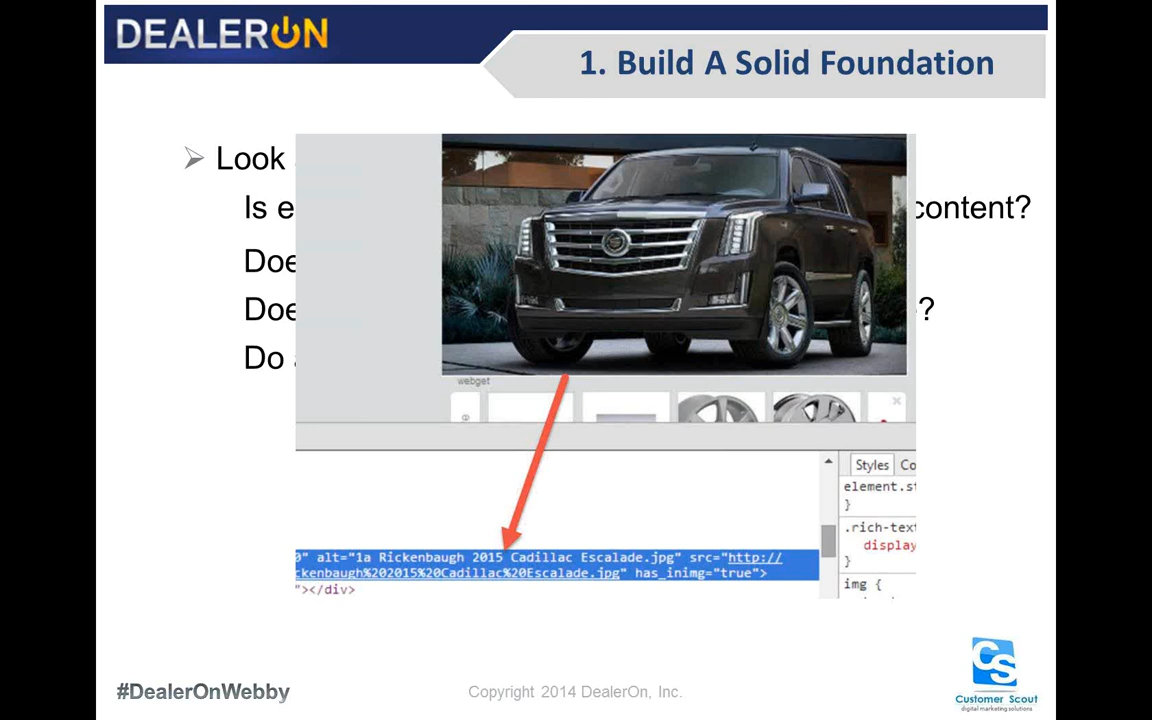 DEALERON
1. Build A Solid Foundation
Look
Is e content?
Doe
Doe ?
Do
webget
Styles Co
element.st
}
.rich-text
display
}
img {
0" alt="1a Rickenbaugh 2015 Cadillac Escalade.jpg" src="http://
ckenbaugh%202015%20Cadillac%20Escalade.jpg" has_inimg="true">
"></div>
#DealerOnWebby
Copyright 2014 DealerOn, Inc.
CS
Customer Scout
digital marketing solutions